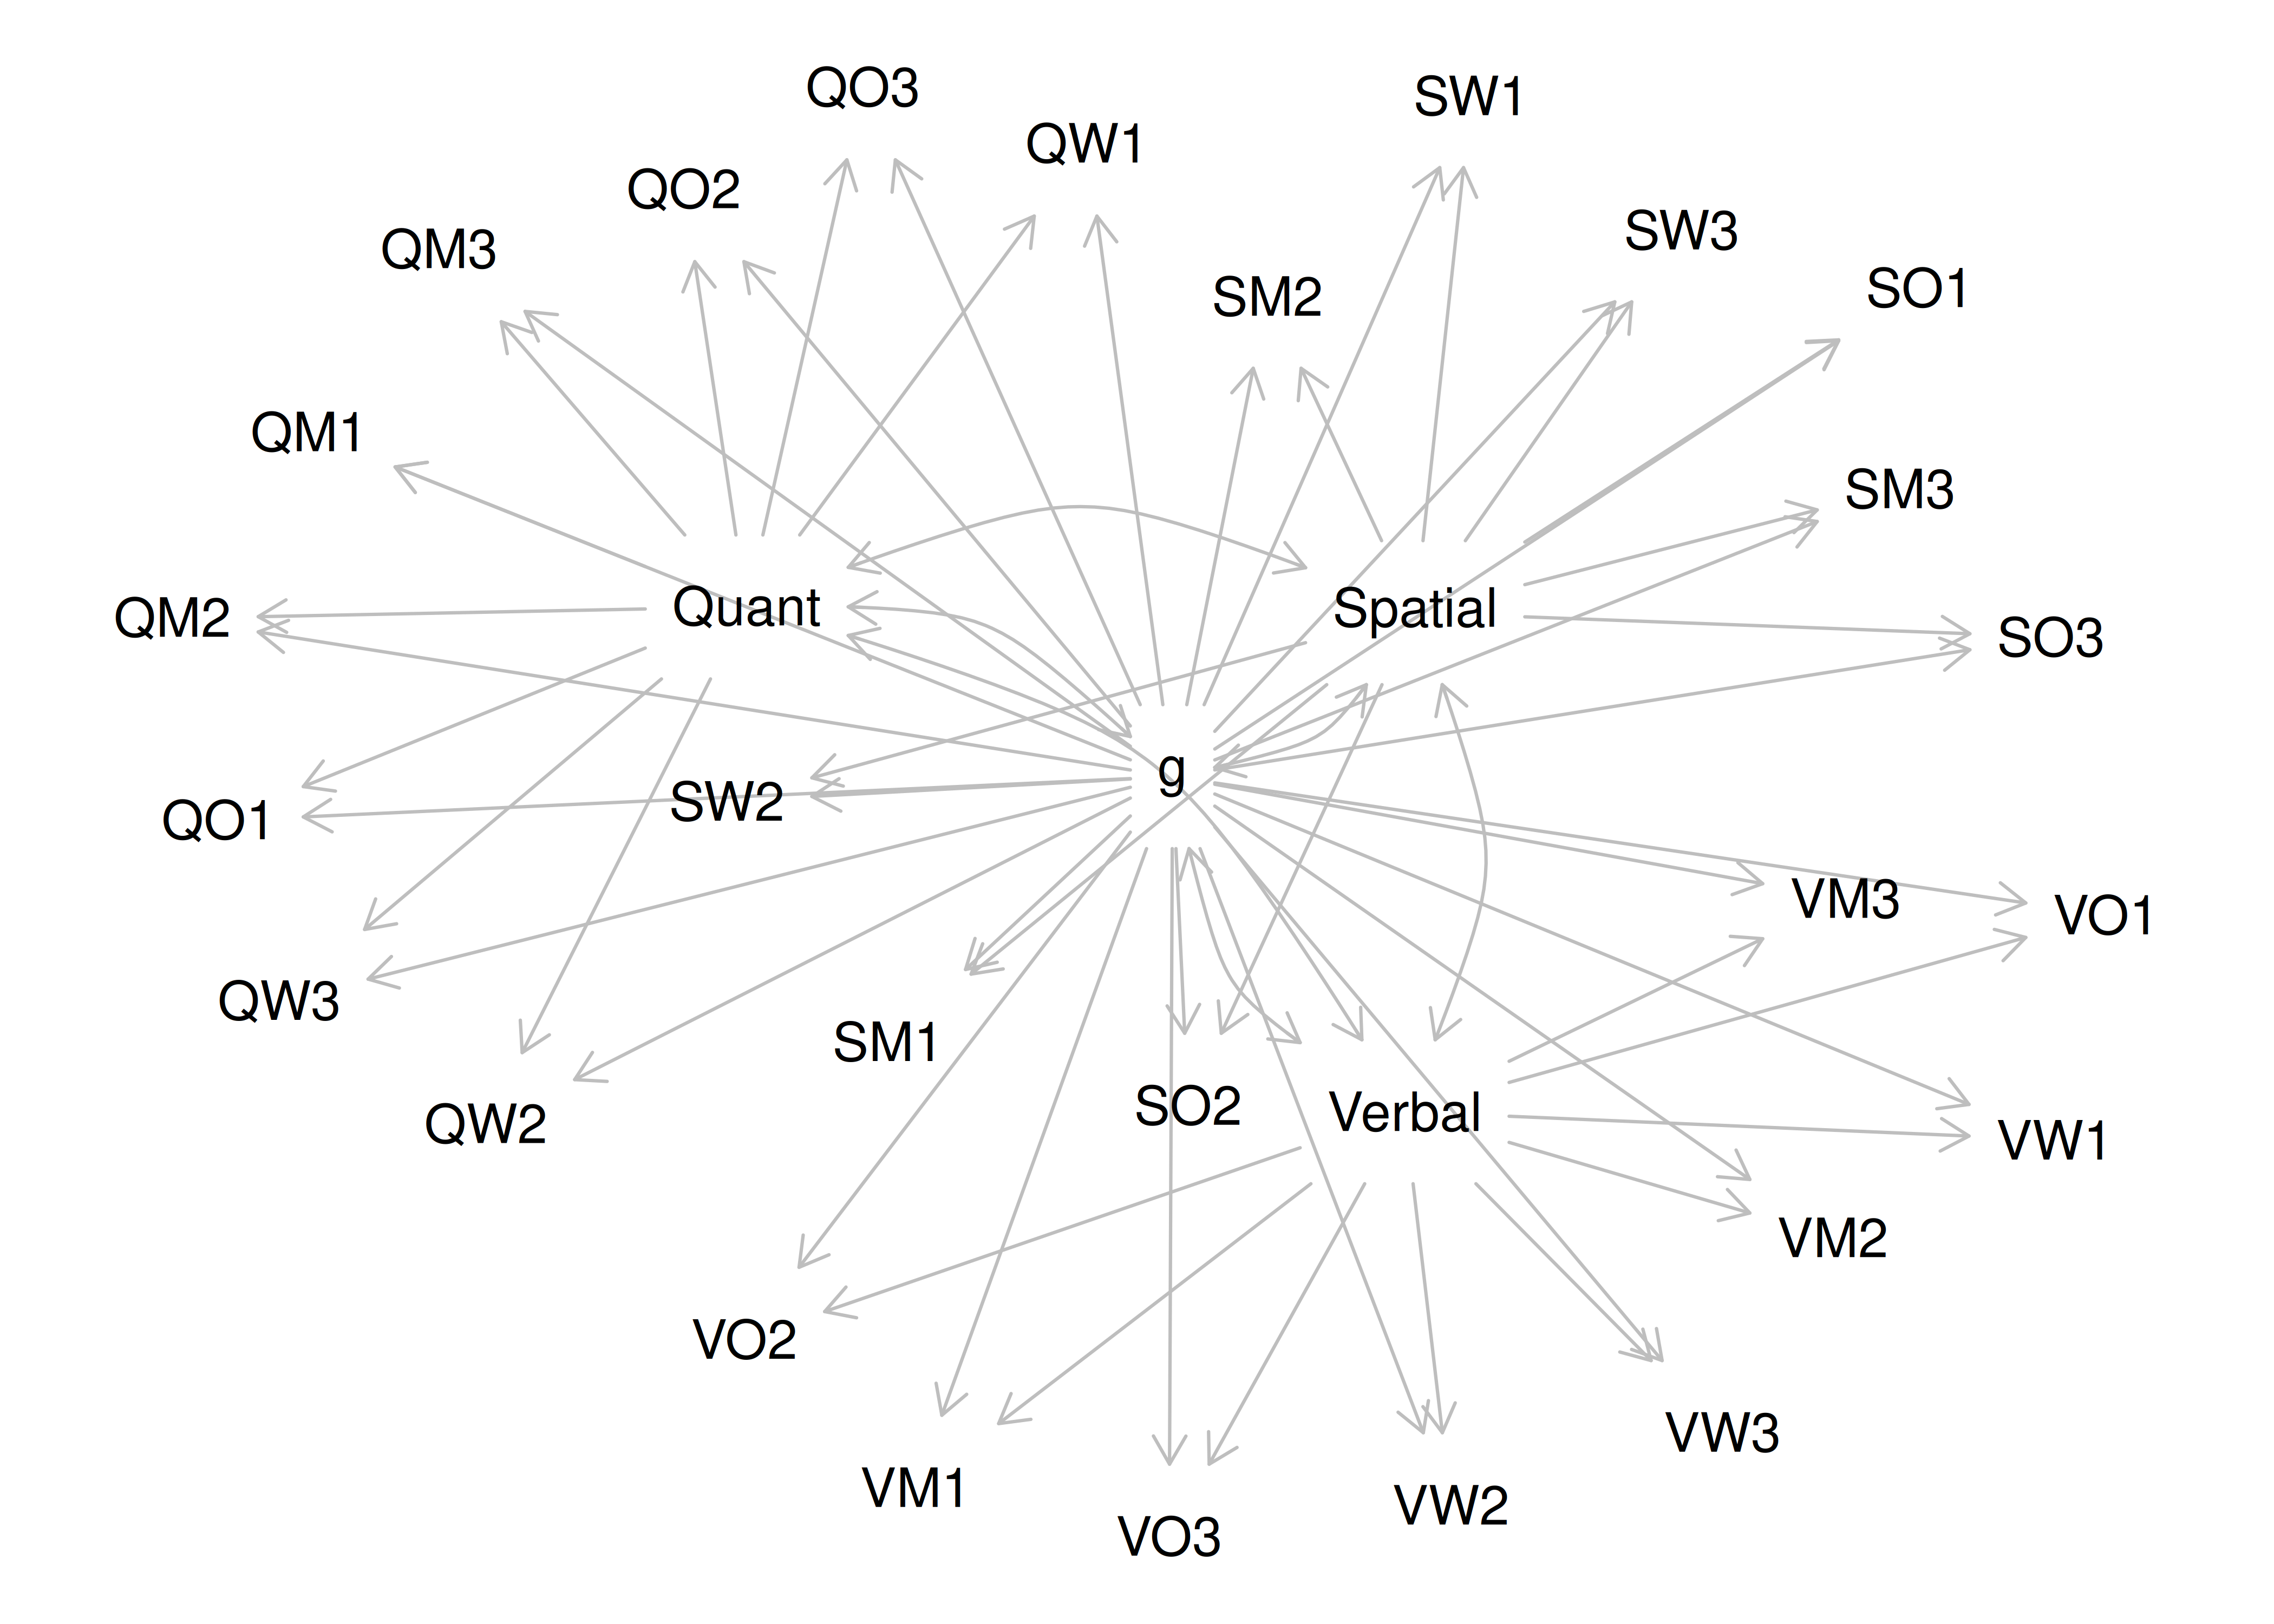 QO3
SW1
QW1
QO2
SW3
QM3
SO1
SM2
QM1
SM3
Quant
Spatial
QM2
SO3
g
SW2
QO1
VM3
VO1
QW3
SM1
SO2
Verbal
QW2
VW1
VM2
VO2
VW3
VM1
VW2
VO3